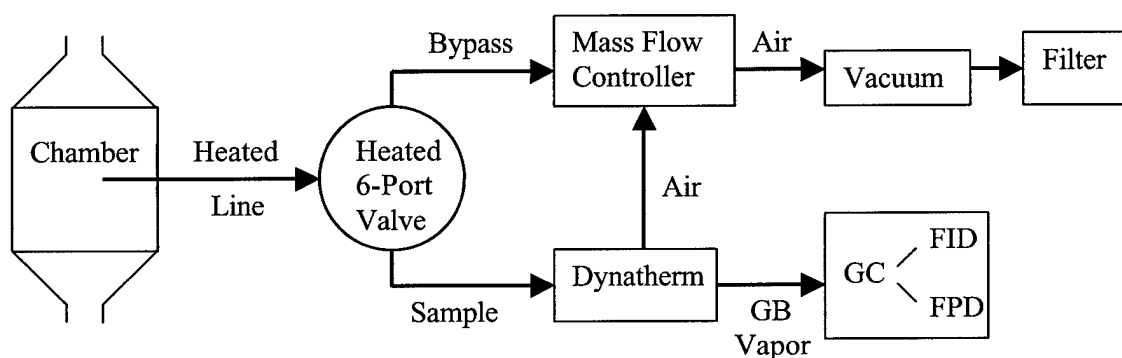 Chamber
Heated
Line
Heated
6-Port
Valve
Bypass
Sample
Mass Flow
Controller
Air
Vacuum
Filter
Air
Dynatherm
GB
Vapor
GC
FID
FPD